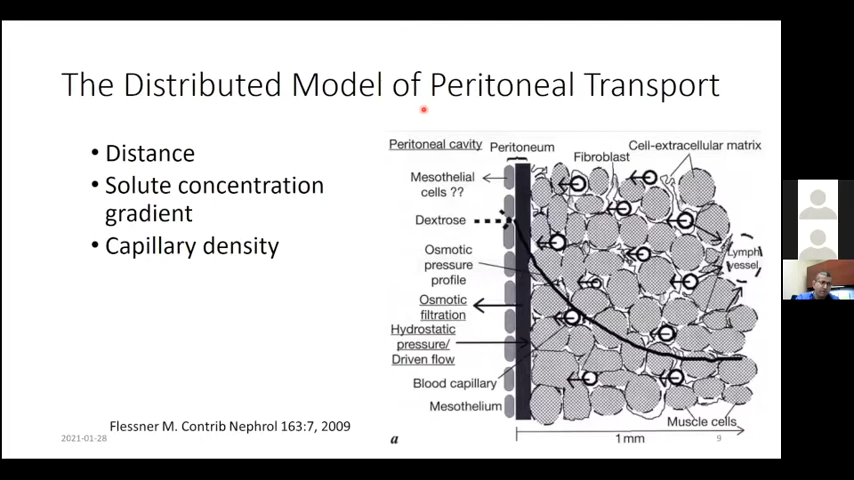 The Distributed Model of Peritoneal Transport
• Distance
• Solute concentration
gradient
• Capillary density
Peritoneal cavity
Peritoneum
Fibroblast
Cell-extracellular matrix
Mesothelial
cells ??
Dextrose
Osmotic
pressure
profile
Osmotic
filtration
Hydrostatic
pressure/
Driven flow
Blood capillary
Mesothelium
Lymph
vessel
Muscle cells
a
1 mm
Flessner M. Contrib Nephrol 163:7, 2009
2021-01-28
9